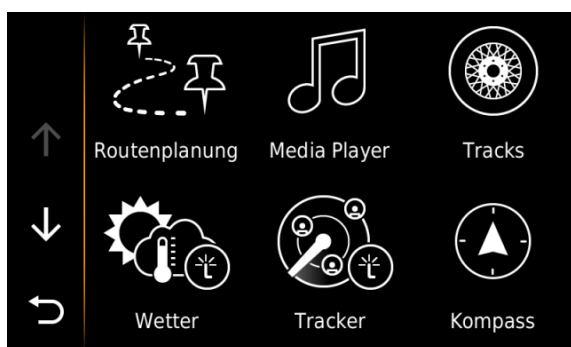 Routenplanung
Media Player
Tracks
Wetter
Tracker
Kompass